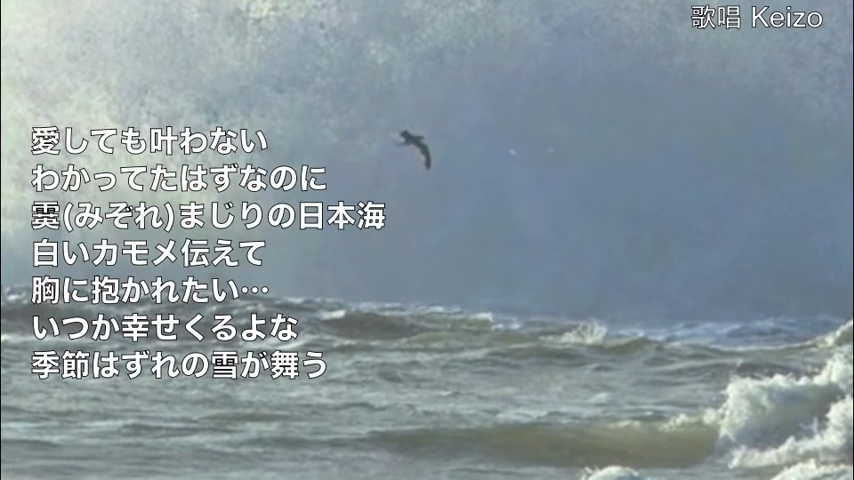 歌唱 Keizo
愛しても叶わない
わかってたはずなのに
霙(みぞれ)まじりの日本海
白いカモメ伝えて
胸に抱かれたい…
いつか幸せくるよな
季節はずれの雪が舞う